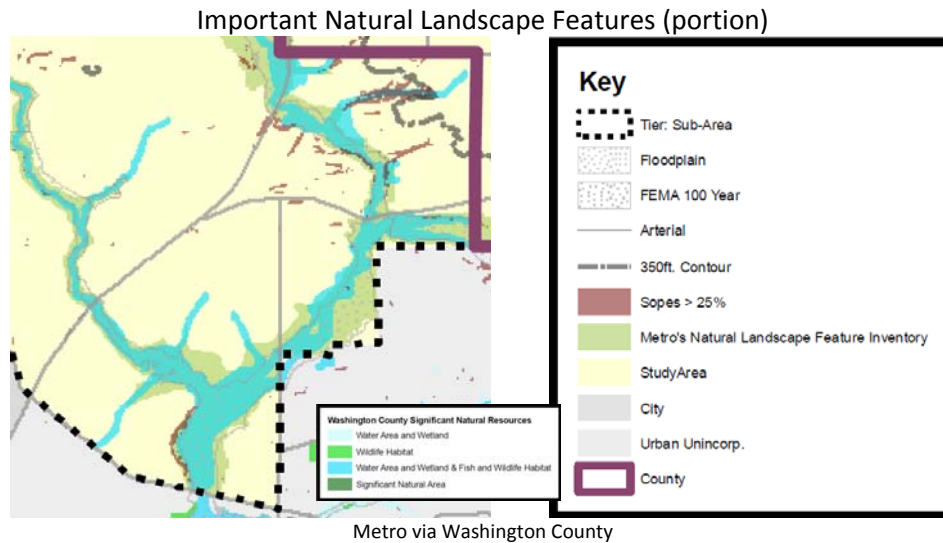 Important Natural Landscape Features (portion)
Key
Tier: Sub-Area
Floodplain
FEMA 100 Year
Arterial
350ft. Contour
Sopes > 25%
Metro's Natural Landscape Feature Inventory
StudyArea
City
Urban Unincorp.
County
Washington County Significant Natural Resources
Water Area and Wetland
Wildlife Habitat
Water Area and Wetland & Fish and Wildlife Habitat
Significant Natural Area
Metro via Washington County